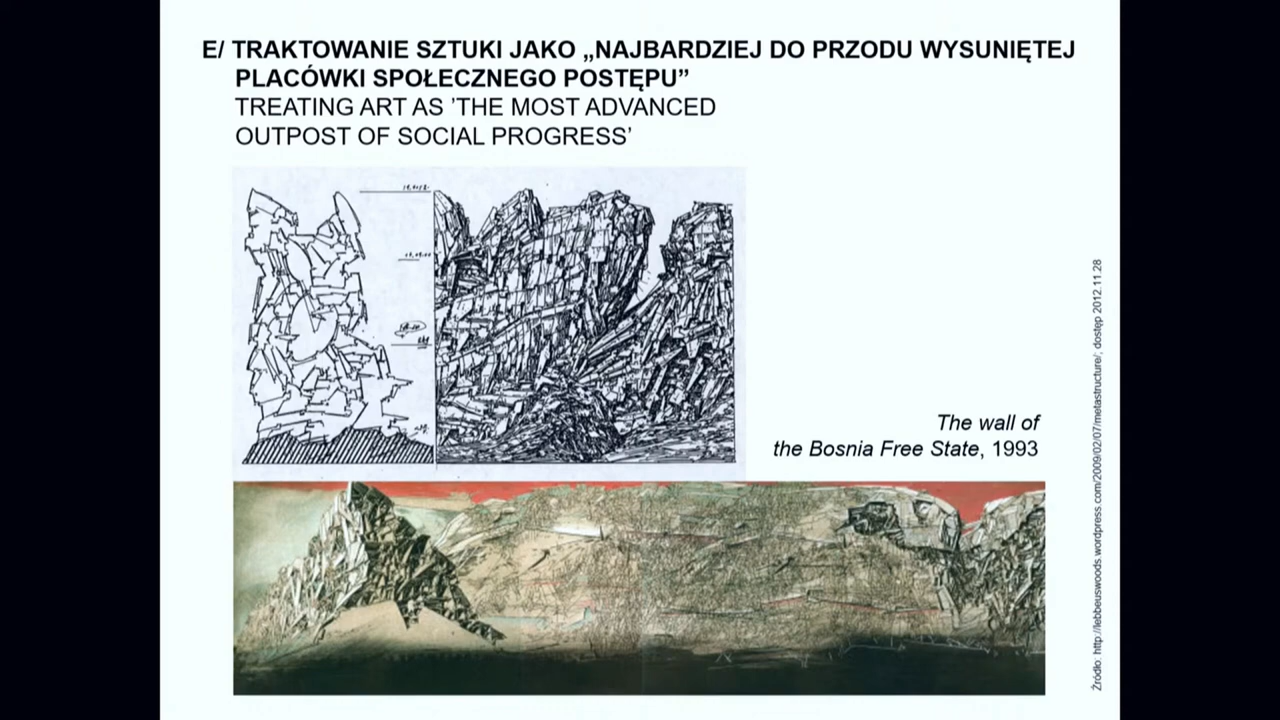 E/ TRAKTOWANIE SZTUKI JAKO „NAJBARDZIEJ DO PRZODU WYSUNIĘTEJ
PLACÓWKI SPOŁECZNEGO POSTĘPU”
TREATING ART AS ’THE MOST ADVANCED
OUTPOST OF SOCIAL PROGRESS’
The wall of
the Bosnia Free State, 1993
Źródło: http://lebbeuswoods.wordpress.com/2009/02/07/metastructure/; dostęp 2012.11.28